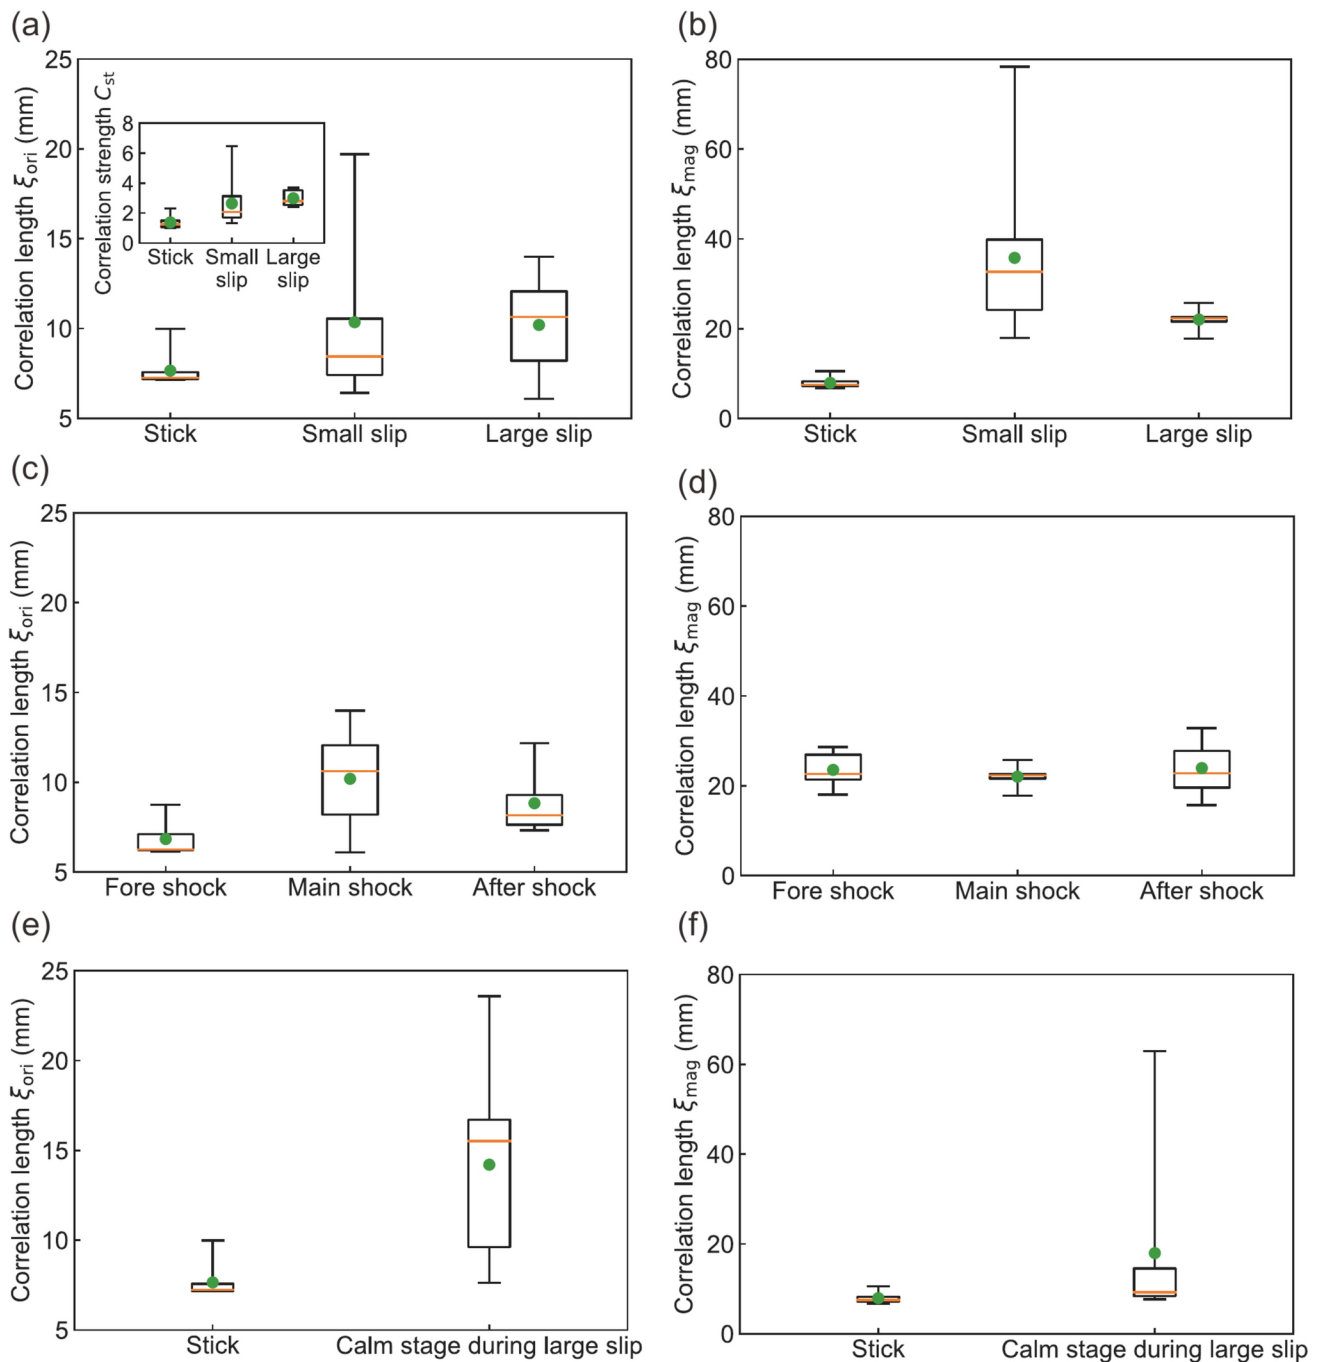 (a)
25
20
15
10
5
Correlation length ξori (mm)
Correlation strength Cst
8
6
4
2
0
Stick
Small slip
Large slip
Stick
Small slip
Large slip
(b)
80
60
40
20
0
Correlation length ξmag (mm)
Stick
Small slip
Large slip
(c)
25
20
15
10
5
Correlation length ξori (mm)
Fore shock
Main shock
After shock
(d)
80
60
40
20
0
Correlation length ξmag (mm)
Fore shock
Main shock
After shock
(e)
25
20
15
10
5
Correlation length ξori (mm)
Stick
Calm stage during large slip
(f)
80
60
40
20
0
Correlation length ξmag (mm)
Stick
Calm stage during large slip